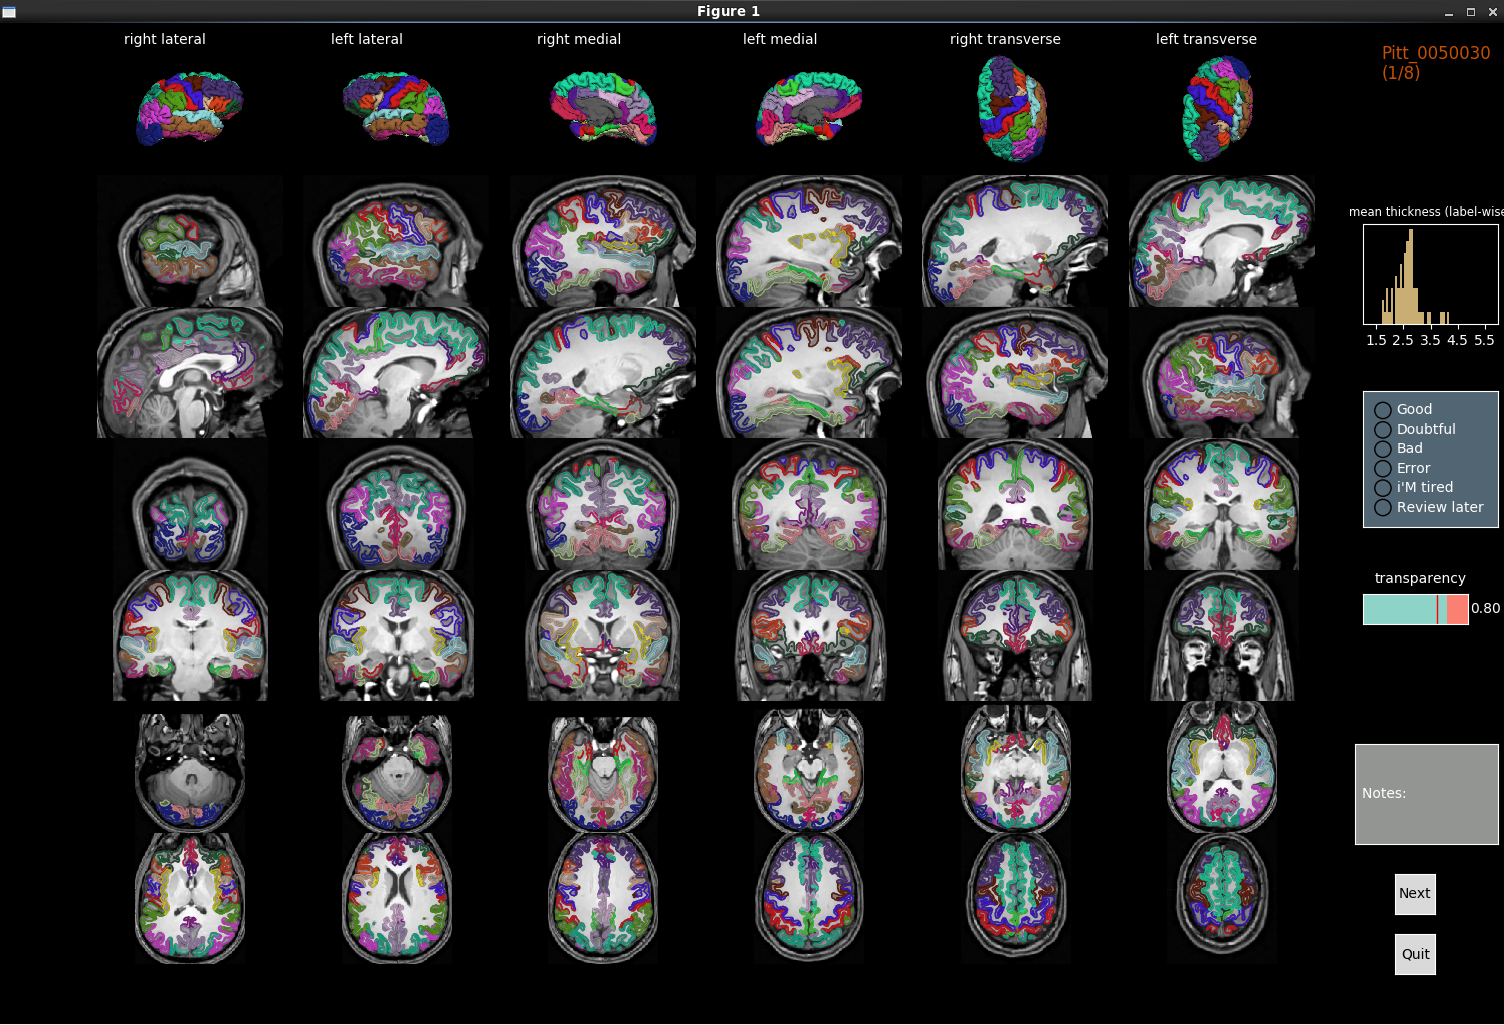 Figure 1
right lateral
left lateral
right medial
left medial
right transverse
left transverse
Pitt_0050030
(1/8)
mean thickness (label-wise
1.5 2.5 3.5 4.5 5.5
Good
Doubtful
Bad
Error
i'M tired
Review later
transparency
0.80
Notes:
Next
Quit